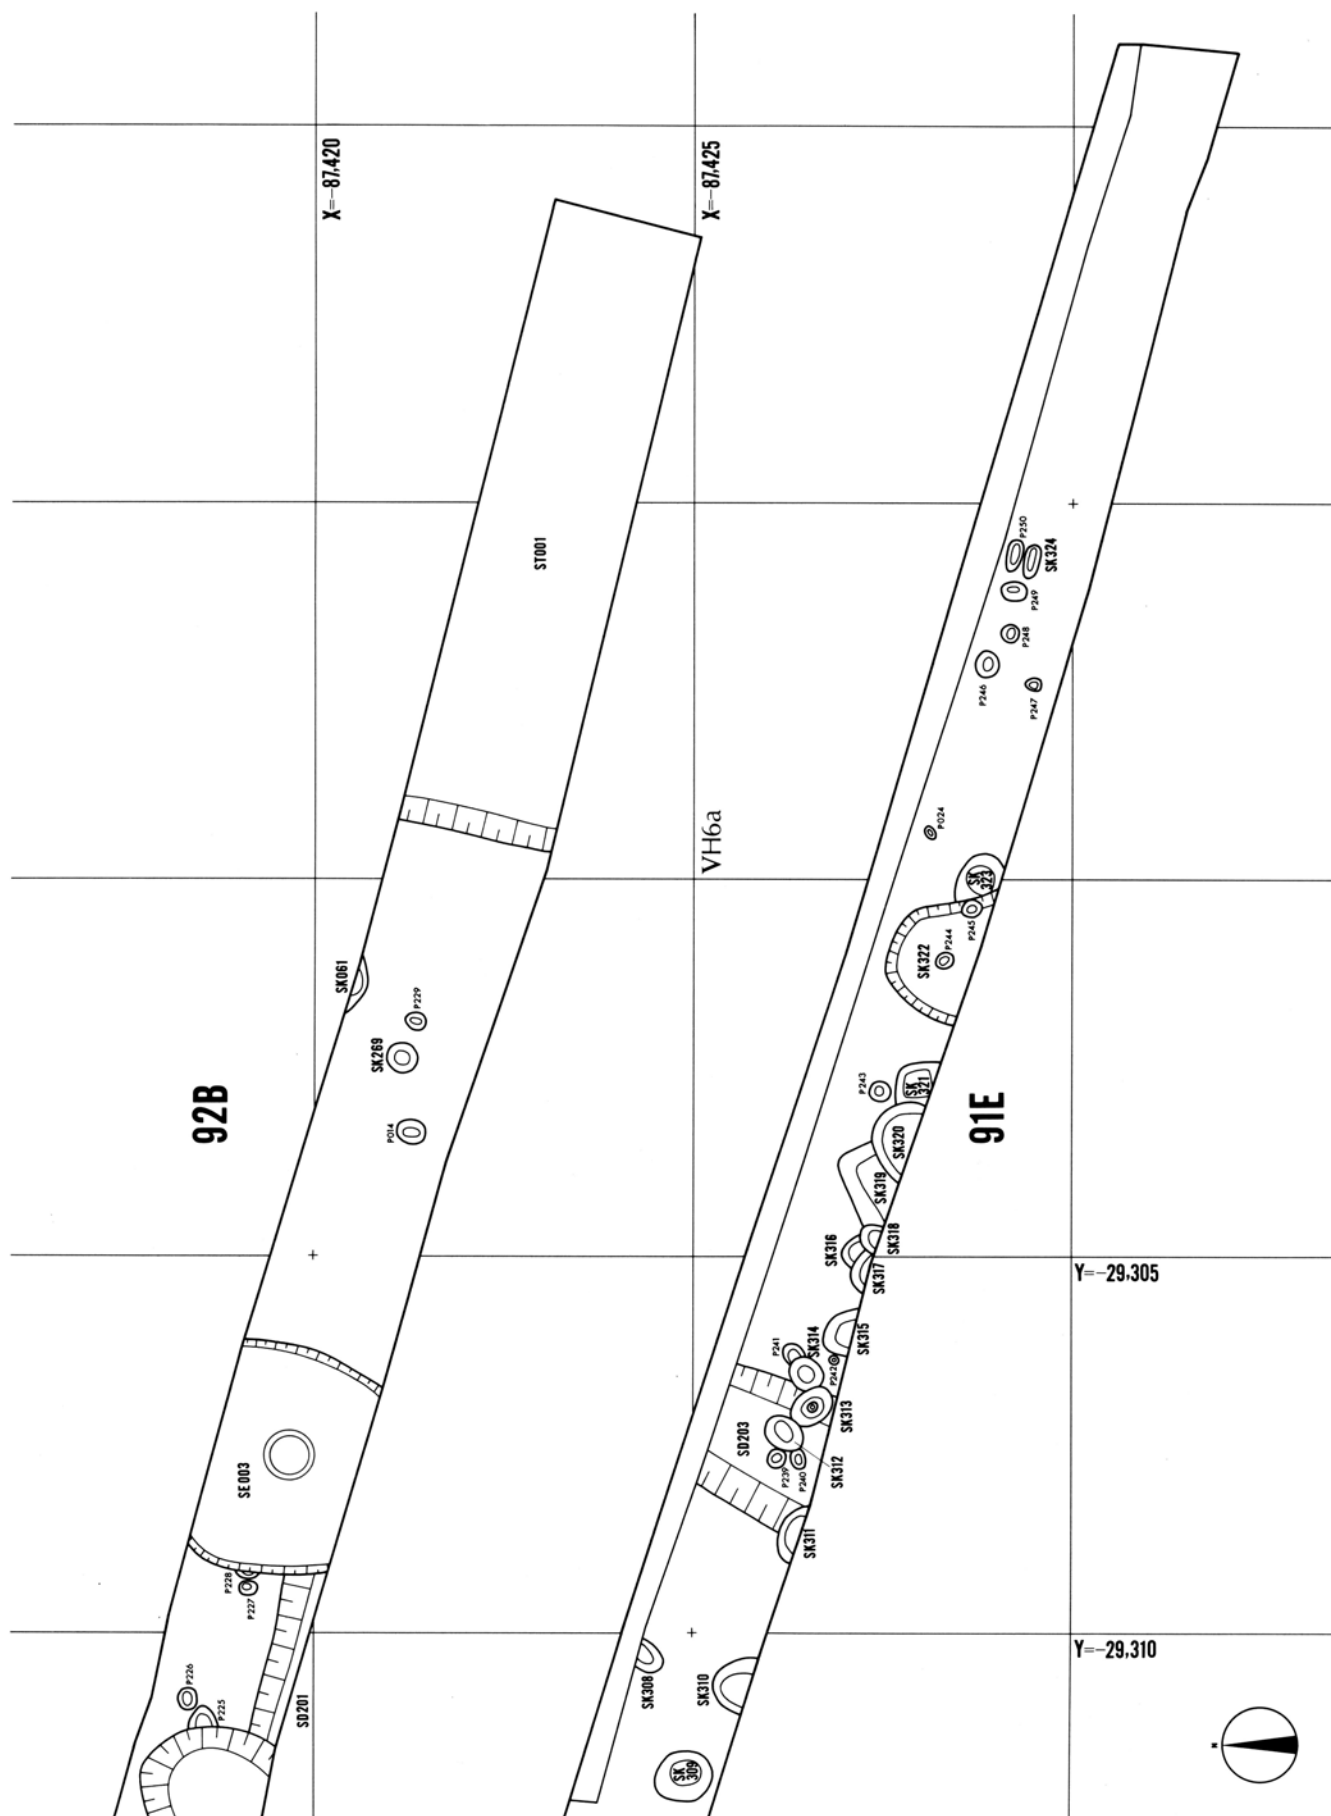 X=-87,420
X=-87,425
ST001
P250
SK324
P249
P248
P246
P247
VH6a
P024
SK
323
P245
P244
SK322
SK061
P229
SK269
92B
P014
P243
SK
321
91E
SK320
SK319
SK318
SK316
SK317
Y=-29,305
SK315
SK314
P241
P242
SK313
SD203
P239
P240
SK312
SE003
SK311
P228
P227
Y=-29,310
P226
P225
SD201
SK308
SK310
SK
309
N